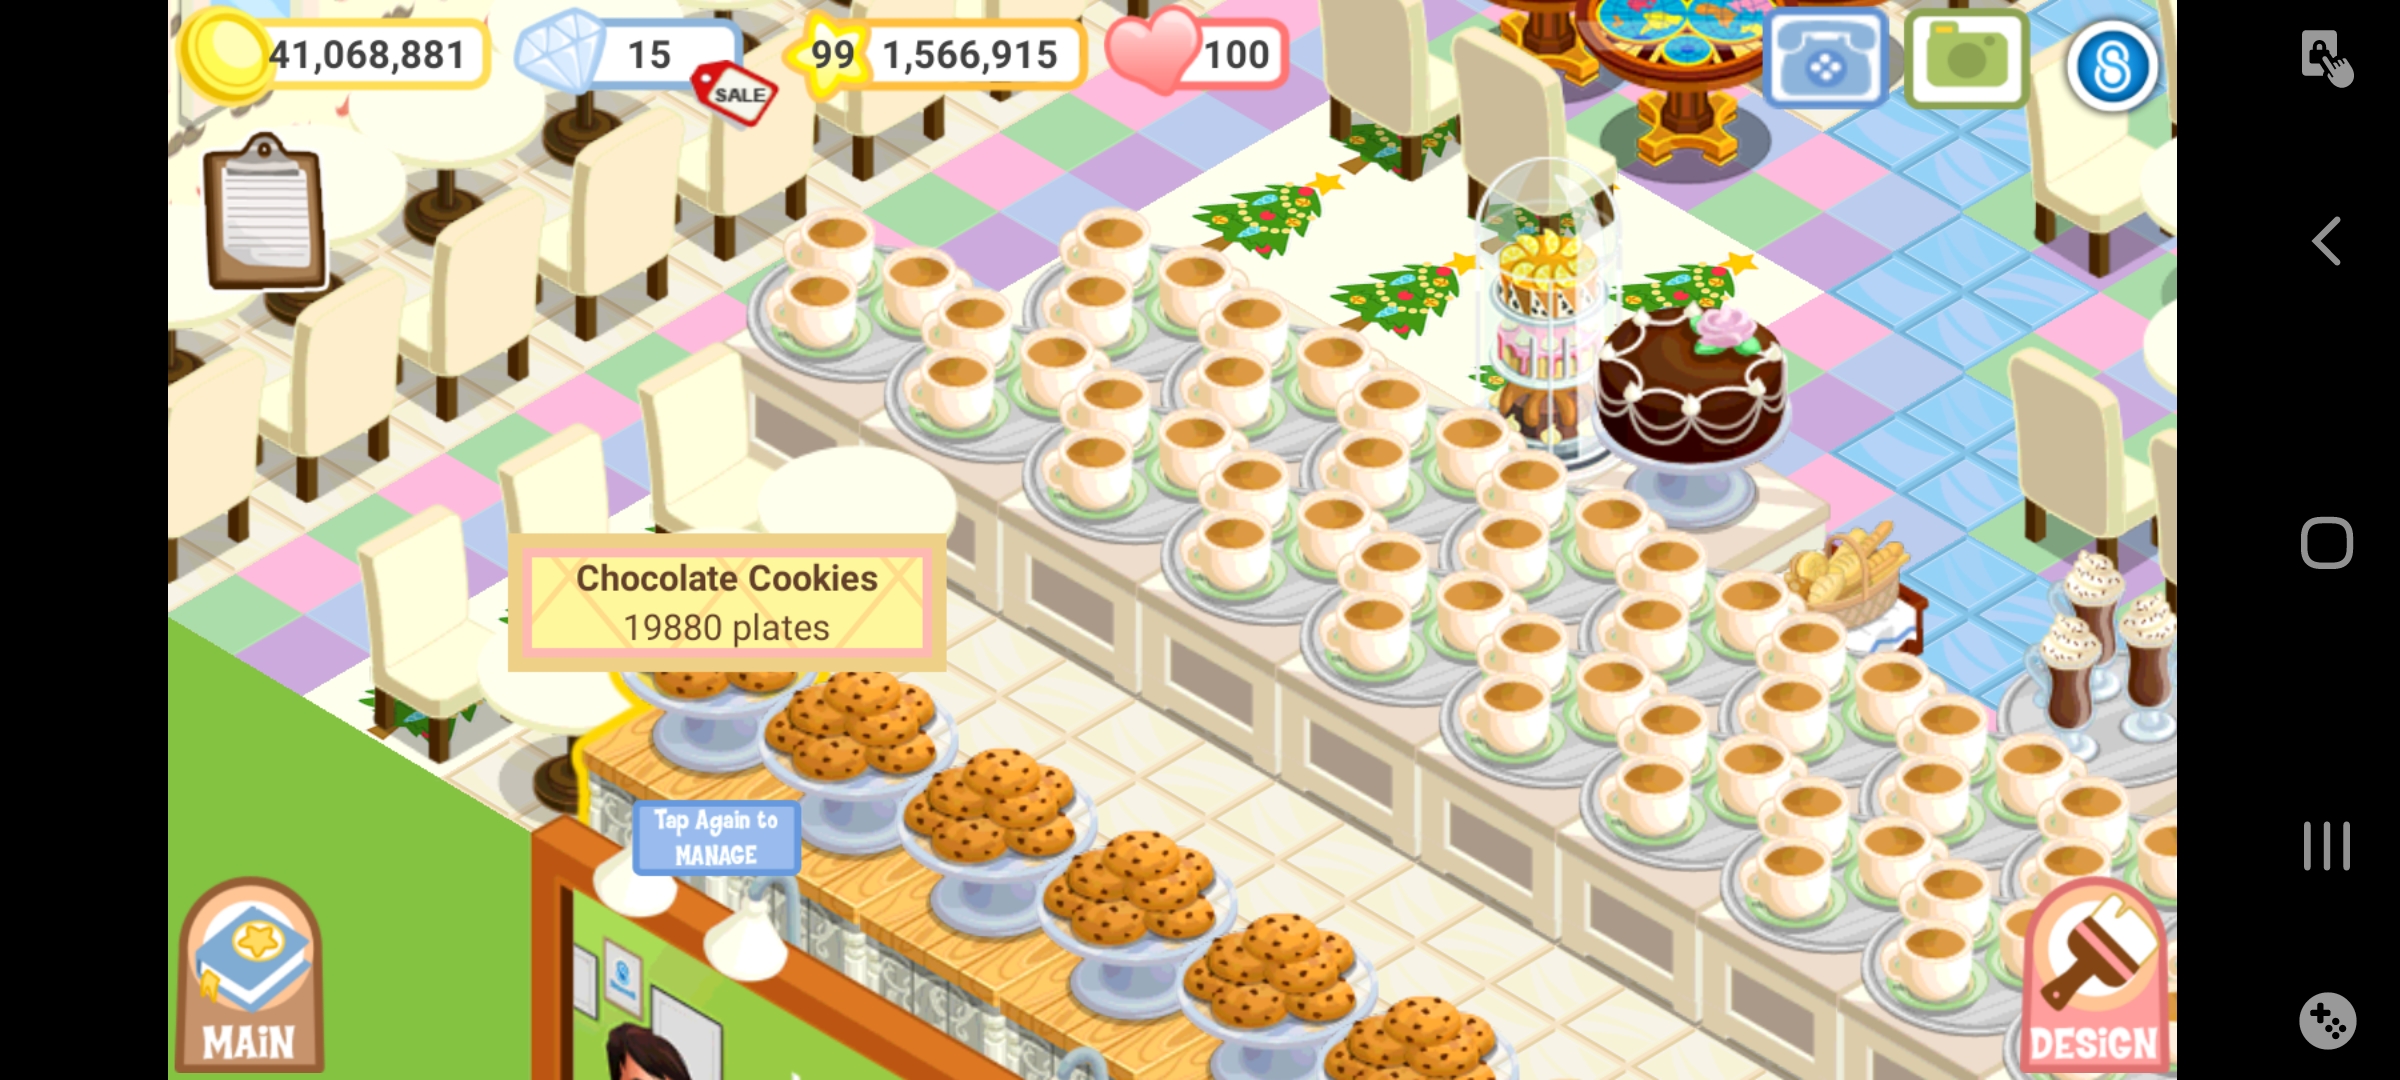 41,068,881
15
SALE
99
1,566,915
100
Chocolate Cookies
19880 plates
Tap Again to
MANAGE
MAiN
DESiGN